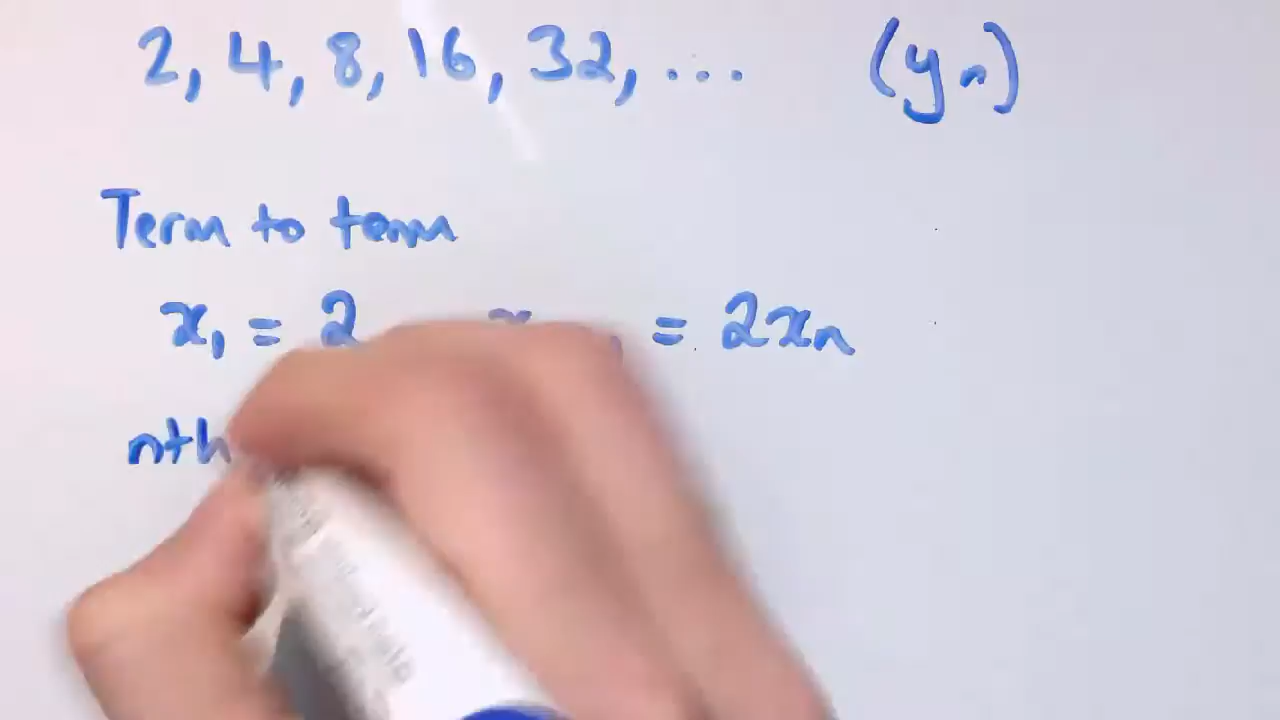 2, 4, 8, 16, 32, ... (yₙ)
Term to term
x₁ = 2 = 2xₙ
nth